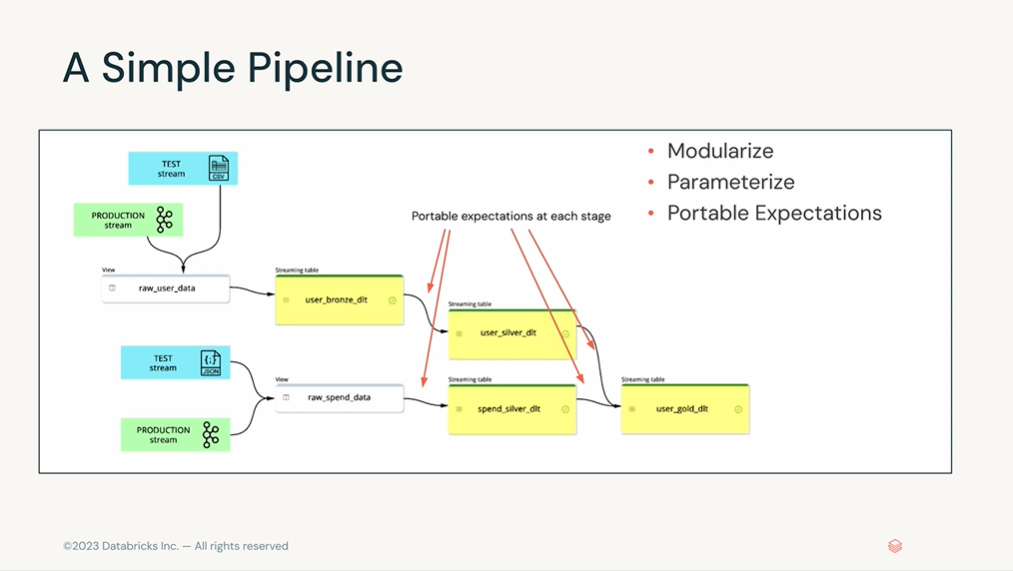 A Simple Pipeline
• Modularize
• Parameterize
• Portable Expectations
TEST
stream
CSV
PRODUCTION
stream
Portable expectations at each stage
View
raw_user_data
Streaming table
user_bronze_dlt
Streaming table
user_silver_dlt
TEST
stream
{;}
JSON
View
raw_spend_data
Streaming table
spend_silver_dlt
Streaming table
user_gold_dlt
PRODUCTION
stream
©2023 Databricks Inc. — All rights reserved